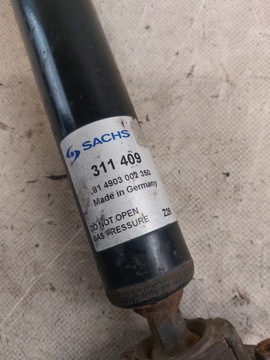 SACHS
311 409
81 4903 002 350
Made in Germany
DO NOT OPEN
GAS PRESSURE